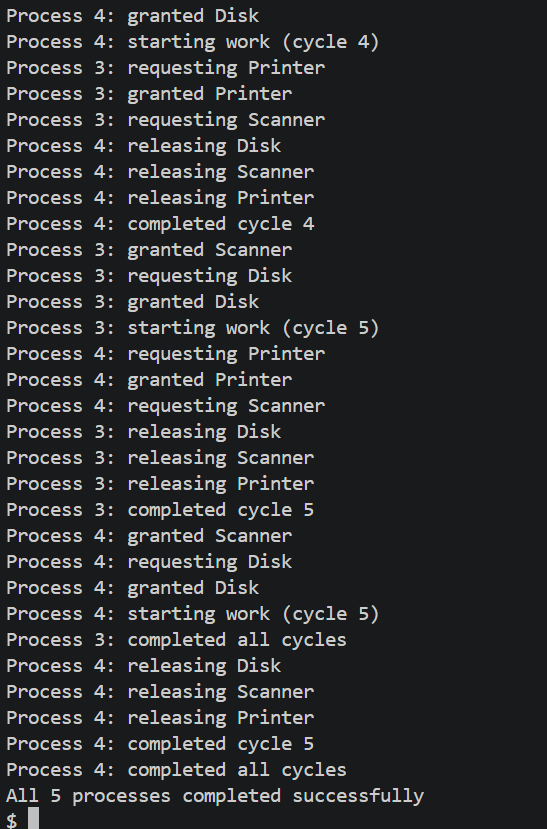 Process 4: granted Disk
Process 4: starting work (cycle 4)
Process 3: requesting Printer
Process 3: granted Printer
Process 3: requesting Scanner
Process 4: releasing Disk
Process 4: releasing Scanner
Process 4: releasing Printer
Process 4: completed cycle 4
Process 3: granted Scanner
Process 3: requesting Disk
Process 3: granted Disk
Process 3: starting work (cycle 5)
Process 4: requesting Printer
Process 4: granted Printer
Process 4: requesting Scanner
Process 3: releasing Disk
Process 3: releasing Scanner
Process 3: releasing Printer
Process 3: completed cycle 5
Process 4: granted Scanner
Process 4: requesting Disk
Process 4: granted Disk
Process 4: starting work (cycle 5)
Process 3: completed all cycles
Process 4: releasing Disk
Process 4: releasing Scanner
Process 4: releasing Printer
Process 4: completed cycle 5
Process 4: completed all cycles
All 5 processes completed successfully
$